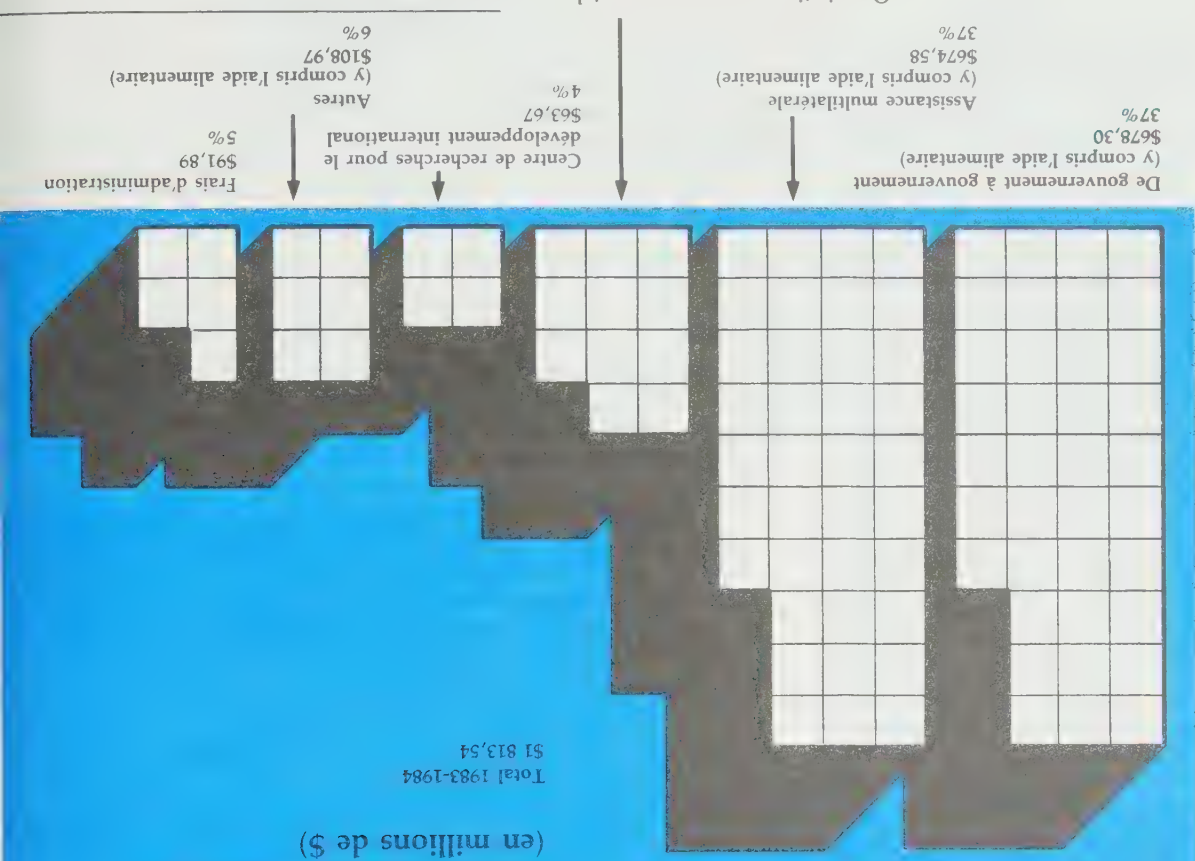 (en millions de $)
Total 1983-1984
$1 813,54
De gouvernement à gouvernement
(y compris l'aide alimentaire)
$678,30
37%
Assistance multilatérale
(y compris l'aide alimentaire)
$674,58
37%
Centre de recherches pour le
développement international
$63,67
4%
Autres
(y compris l'aide alimentaire)
$108,97
6%
Frais d'administration
$91,89
5%